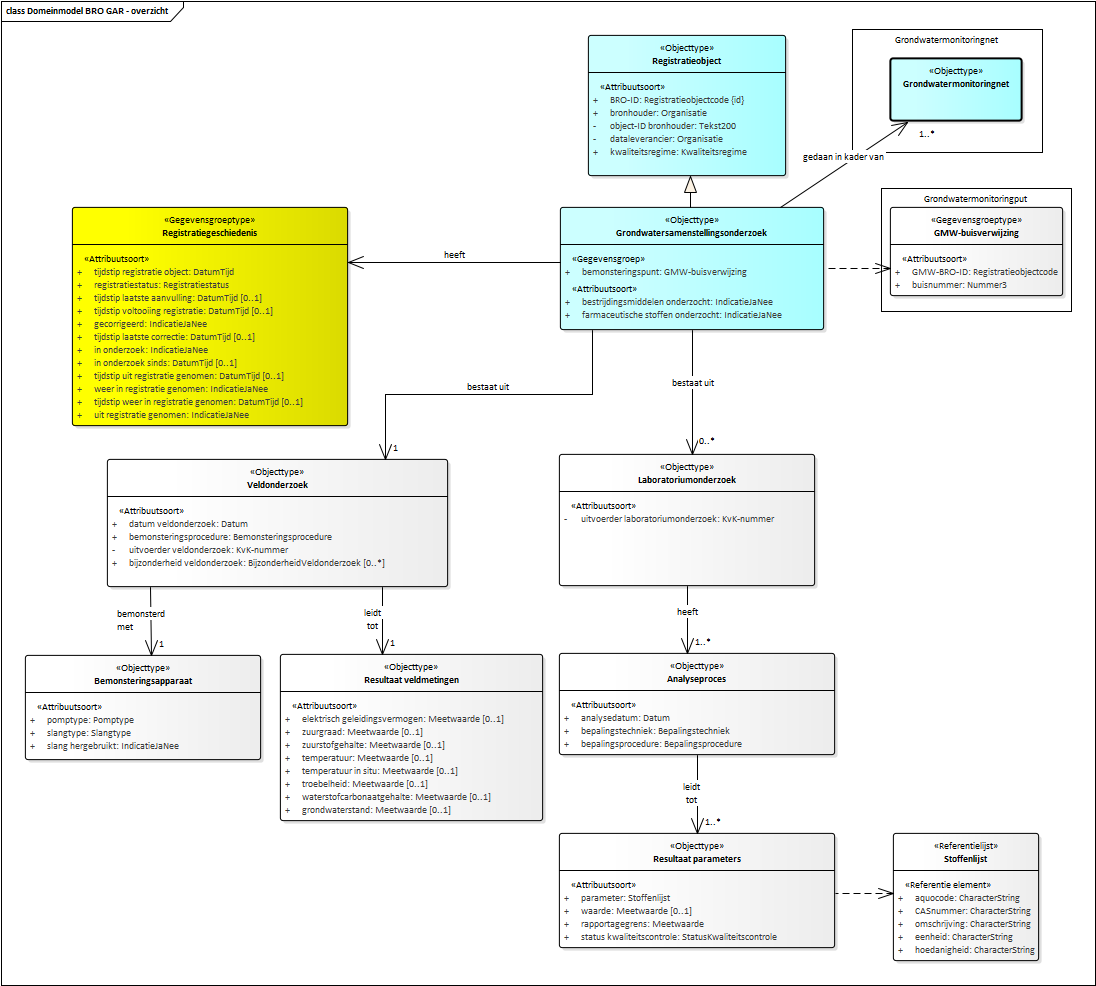 class Domeinmodel BRO GAR - overzicht
«Objecttype»
Registratieobject
«Attribuutsoort»
+ BRO-ID: Registratieobjectcode {id}
+ bronhouder: Organisatie
- object-ID bronhouder: Tekst200
- dataleverancier: Organisatie
+ kwaliteitsregime: Kwaliteitsregime
Grondwatermonitoringnet
«Objecttype»
Grondwatermonitoringnet
1..*
gedaan in kader van
Grondwatermonitoringput
«Gegevensgroeptype»
GMW-buisverwijzing
«Attribuutsoort»
+ GMW-BRO-ID: Registratieobjectcode
+ buisnummer: Nummer3
«Gegevensgroeptype»
Registratiegeschiedenis
«Attribuutsoort»
+ tijdstip registratie object: DatumTijd
+ registratiestatus: Registratiestatus
+ tijdstip laatste aanvulling: DatumTijd [0..1]
+ tijdstip voltooiing registratie: DatumTijd [0..1]
+ gecorrigeerd: IndicatieJaNee
+ tijdstip laatste correctie: DatumTijd [0..1]
+ in onderzoek: IndicatieJaNee
+ in onderzoek sinds: DatumTijd [0..1]
+ tijdstip uit registratie genomen: DatumTijd [0..1]
+ weer in registratie genomen: IndicatieJaNee
+ tijdstip weer in registratie genomen: DatumTijd [0..1]
+ uit registratie genomen: IndicatieJaNee
heeft
«Objecttype»
Grondwatersamenstellingsonderzoek
«Gegevensgroep»
+ bemonsteringspunt: GMW-buisverwijzing
«Attribuutsoort»
+ bestrijdingsmiddelen onderzocht: IndicatieJaNee
+ farmaceutische stoffen onderzocht: IndicatieJaNee
bestaat uit
1
bestaat uit
0..*
«Objecttype»
Veldonderzoek
«Attribuutsoort»
+ datum veldonderzoek: Datum
+ bemonsteringsprocedure: Bemonsteringsprocedure
- uitvoerder veldonderzoek: KvK-nummer
+ bijzonderheid veldonderzoek: BijzonderheidVeldonderzoek [0..*]
«Objecttype»
Laboratoriumonderzoek
«Attribuutsoort»
- uitvoerder laboratoriumonderzoek: KvK-nummer
bemonsterd
met
1
leidt
tot
1
heeft
1..*
«Objecttype»
Bemonsteringsapparaat
«Attribuutsoort»
+ pomptype: Pomptype
+ slangtype: Slangtype
+ slang hergebruikt: IndicatieJaNee
«Objecttype»
Resultaat veldmetingen
«Attribuutsoort»
+ elektrisch geleidingsvermogen: Meetwaarde [0..1]
+ zuurgraad: Meetwaarde [0..1]
+ zuurstofgehalte: Meetwaarde [0..1]
+ temperatuur: Meetwaarde [0..1]
+ temperatuur in situ: Meetwaarde [0..1]
+ troebelheid: Meetwaarde [0..1]
+ waterstofcarbonaatgehalte: Meetwaarde [0..1]
+ grondwaterstand: Meetwaarde [0..1]
«Objecttype»
Analyseproces
«Attribuutsoort»
+ analysedatum: Datum
+ bepalingstechniek: Bepalingstechniek
+ bepalingsprocedure: Bepalingsprocedure
leidt
tot
1..*
«Objecttype»
Resultaat parameters
«Attribuutsoort»
+ parameter: Stoffenlijst
+ waarde: Meetwaarde [0..1]
+ rapportagegrens: Meetwaarde
+ status kwaliteitscontrole: StatusKwaliteitscontrole
«Referentielijst»
Stoffenlijst
«Referentie element»
+ aquocode: CharacterString
+ CASnummer: CharacterString
+ omschrijving: CharacterString
+ eenheid: CharacterString
+ hoedanigheid: CharacterString